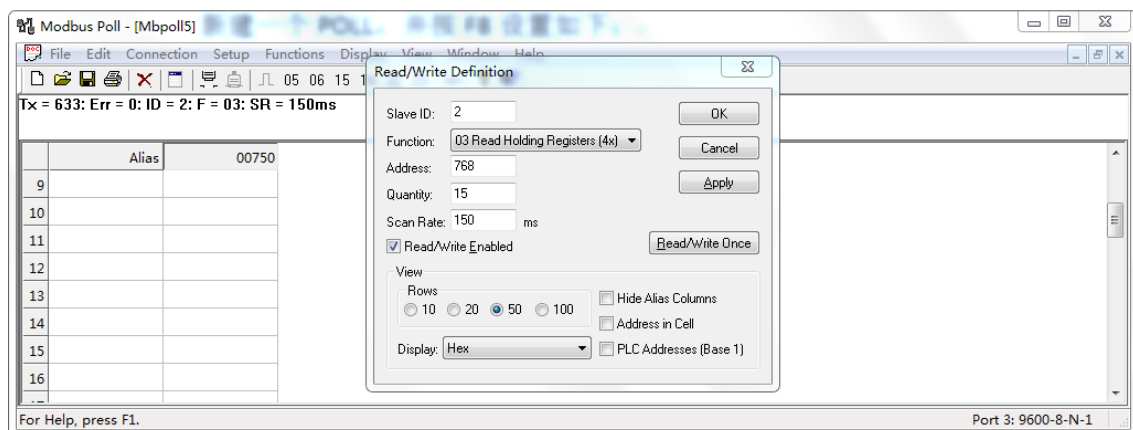 Modbus Poll - [Mbpoll5]
File Edit Connection Setup Functions Display View Window Help
05 06 15
Tx = 633: Err = 0: ID = 2: F = 03: SR = 150ms
Alias 00750
9
10
11
12
13
14
15
16
Read/Write Definition
Slave ID: 2
OK
Function: 03 Read Holding Registers (4x)
Cancel
Address: 768
Quantity: 15
Apply
Scan Rate: 150 ms
Read/Write Enabled
Read/Write Once
View
Rows
10 20 50 100
Hide Alias Columns
Address in Cell
Display: Hex
PLC Addresses (Base 1)
For Help, press F1.
Port 3: 9600-8-N-1